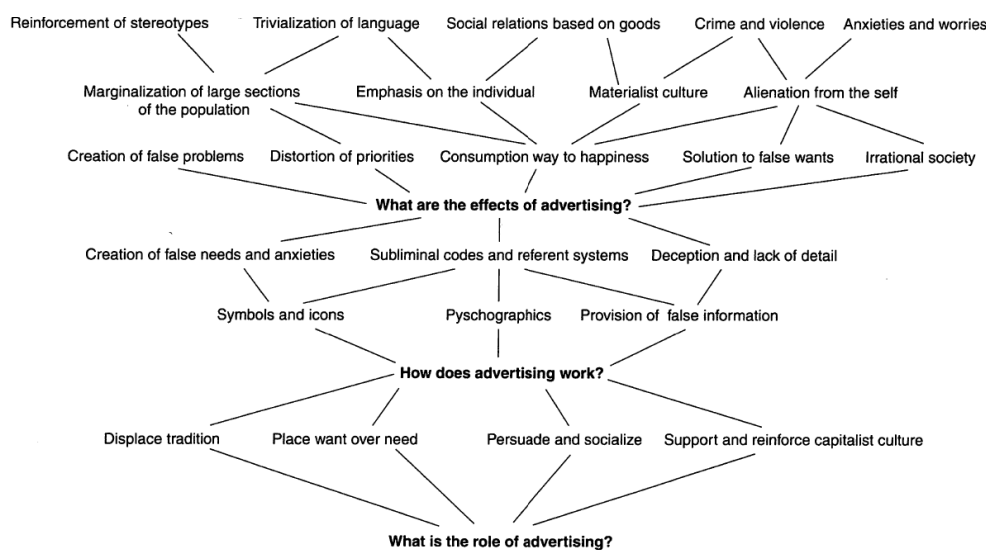 Reinforcement of stereotypes Trivialization of language Social relations based on goods Crime and violence Anxieties and worries
Marginalization of large sections Emphasis on the individual Materialist culture Alienation from the self
of the population
Creation of false problems Distortion of priorities Consumption way to happiness Solution to false wants Irrational society
What are the effects of advertising?
Creation of false needs and anxieties Subliminal codes and referent systems Deception and lack of detail
Symbols and icons Pyschographics Provision of false information
How does advertising work?
Displace tradition Place want over need Persuade and socialize Support and reinforce capitalist culture
What is the role of advertising?